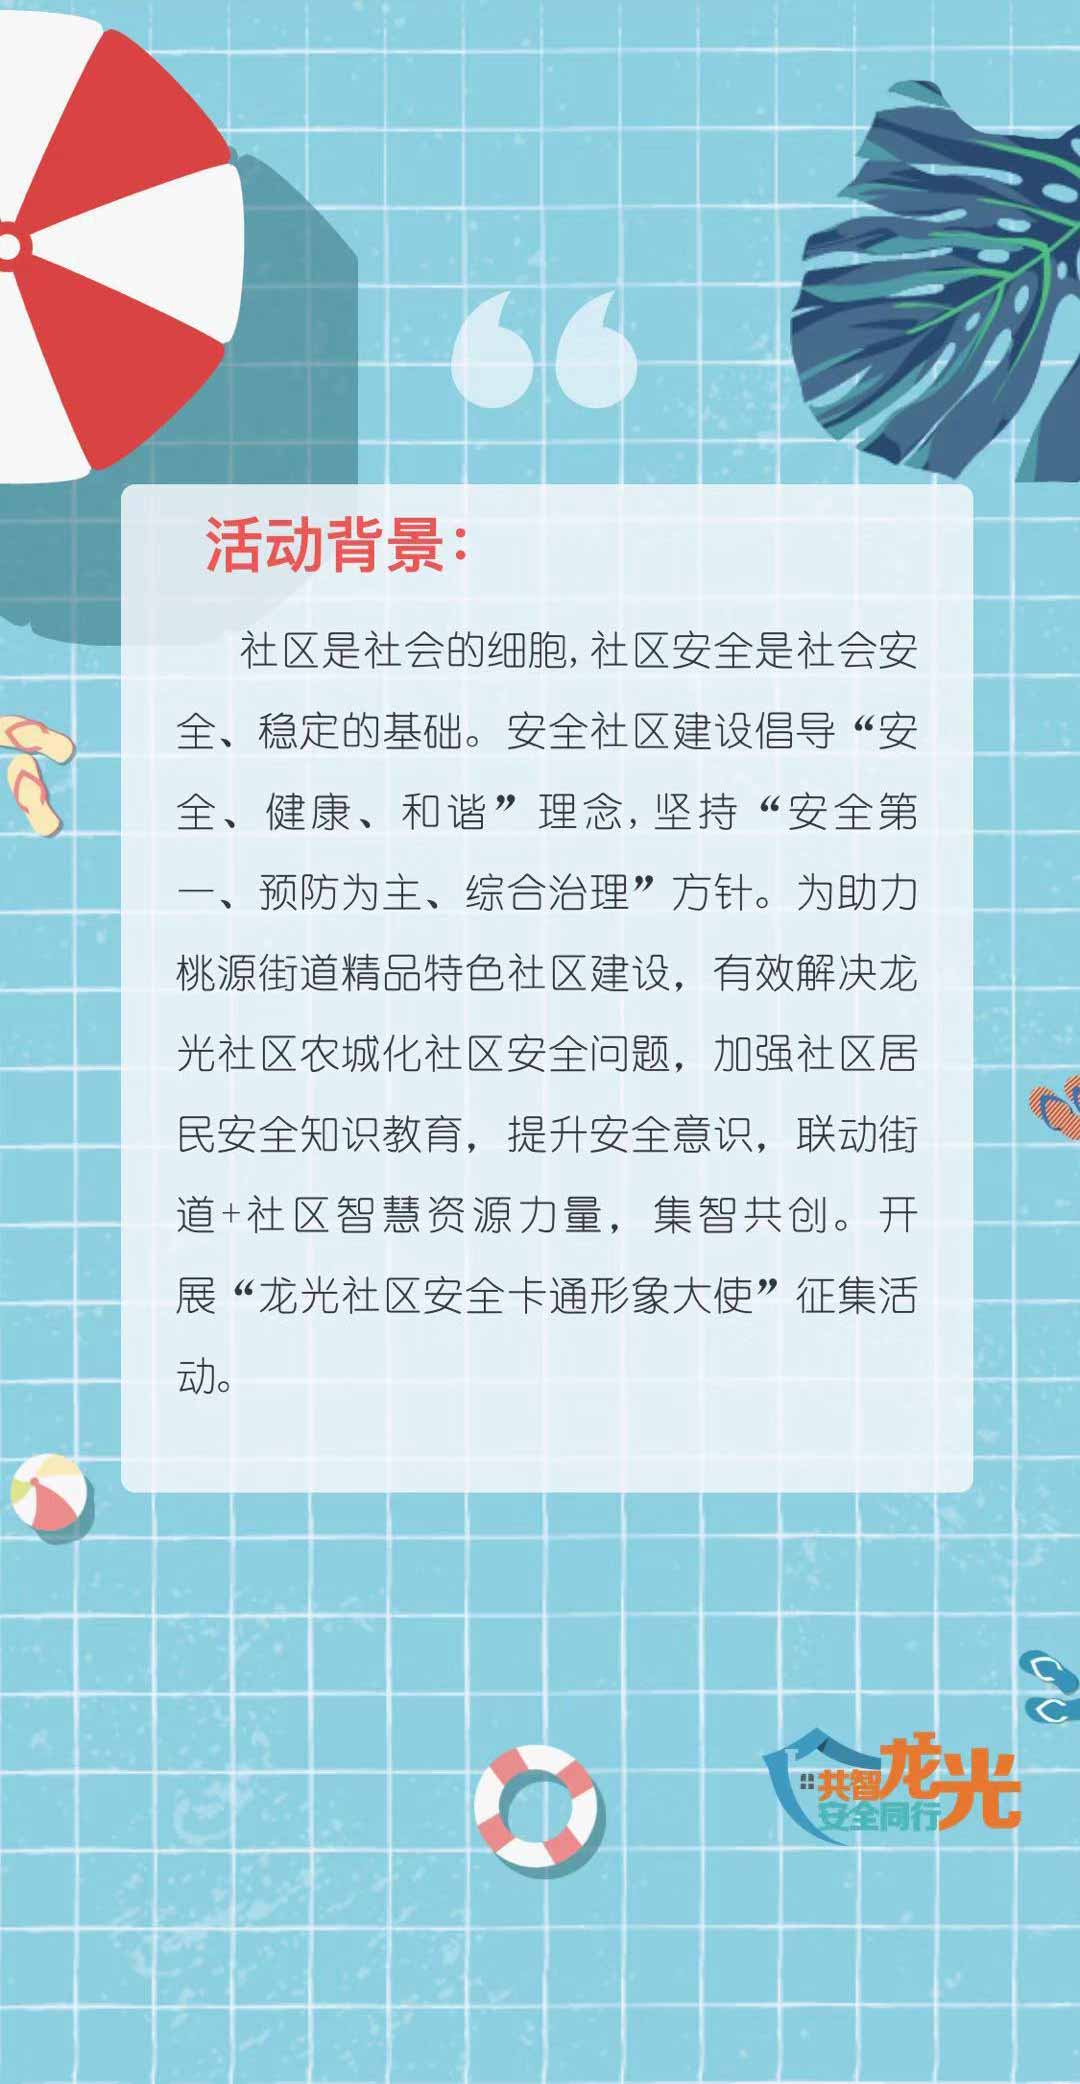 活动背景：
社区是社会的细胞,社区安全是社会安
全、稳定的基础。安全社区建设倡导“安
全、健康、和谐”理念,坚持“安全第
一、预防为主、综合治理”方针。为助力
桃源街道精品特色社区建设，有效解决龙
光社区农城化社区安全问题，加强社区居
民安全知识教育，提升安全意识，联动街
道+社区智慧资源力量，集智共创。开
展“龙光社区安全卡通形象大使”征集活
动。
共智龙光
安全同行